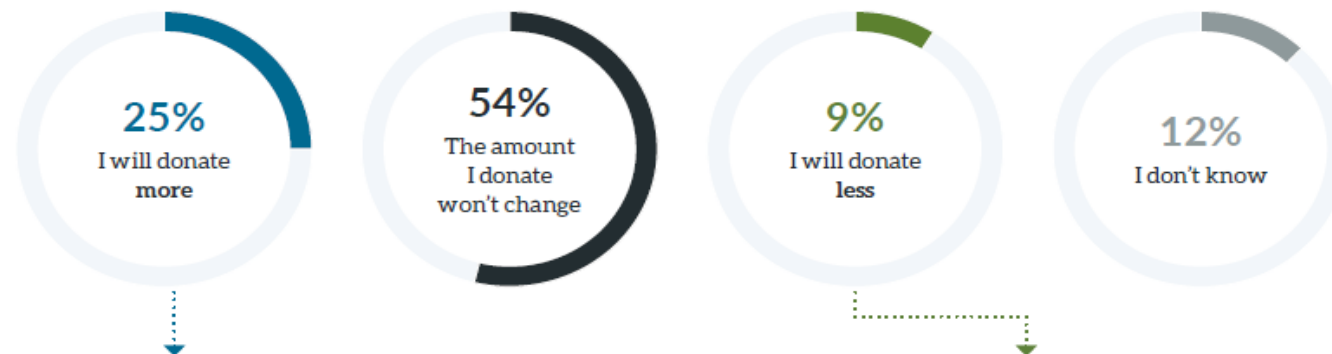 25%
I will donate
more
54%
The amount
I donate
won't change
9%
I will donate
less
12%
I don't know